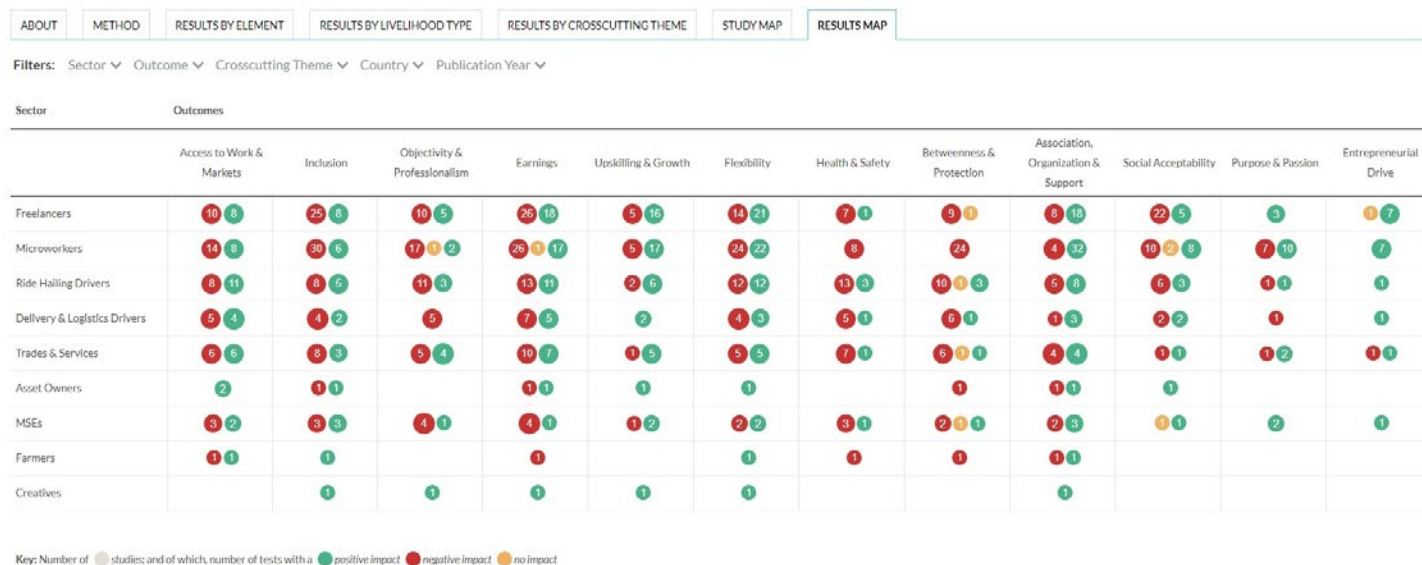 ABOUT METHOD RESULTS BY ELEMENT RESULTS BY LIVELIHOOD TYPE RESULTS BY CROSSCUTTING THEME STUDY MAP RESULTS MAP
Filters: Sector Outcome Crosscutting Theme Country Publication Year
Sector Outcomes
Access to Work & Markets Inclusion Objectivity & Professionalism Earnings Upskilling & Growth Flexibility Health & Safety Betweenness & Protection Association, Organization & Support Social Acceptability Purpose & Passion Entrepreneurial Drive
Freelancers 10 8 25 8 10 5 26 18 5 16 14 21 7 1 9 1 8 18 22 5 3 1 7
Microworkers 14 8 30 6 17 1 2 26 1 17 5 17 24 22 8 24 4 32 10 2 8 7 10 7
Ride Hailing Drivers 8 11 8 5 11 3 13 11 2 6 12 12 13 3 10 1 3 5 8 6 3 1 1 1
Delivery & Logistics Drivers 5 4 4 2 5 7 5 2 4 3 5 1 6 1 1 3 2 2 1 1
Trades & Services 6 6 8 3 5 4 10 7 1 5 5 5 7 1 6 1 1 4 4 1 1 1 2 1 1
Asset Owners 2 1 1 1 1 1 1 1 1 1 1
MSEs 3 2 3 3 4 1 4 1 1 2 2 2 3 1 2 1 1 2 3 1 1 2 1
Farmers 1 1 1 1 1 1 1 1 1
Creatives 1 1 1 1 1 1
Key: Number of studies; and of which, number of tests with a positive impact negative impact no impact